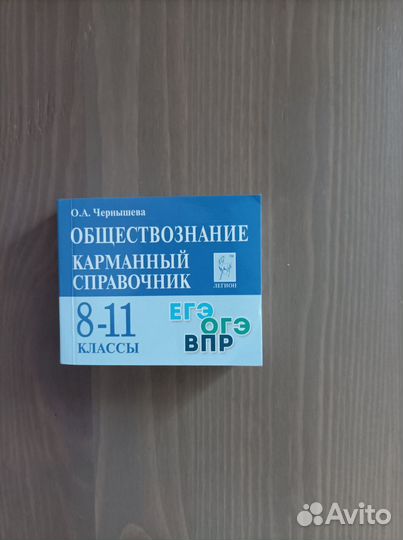 О.А. Чернышева
ОБЩЕСТВОЗНАНИЕ
КАРМАННЫЙ
СПРАВОЧНИК
ЛЕГИОН
8-11
КЛАССЫ
ЕГЭ
ОГЭ
ВПР
Avito